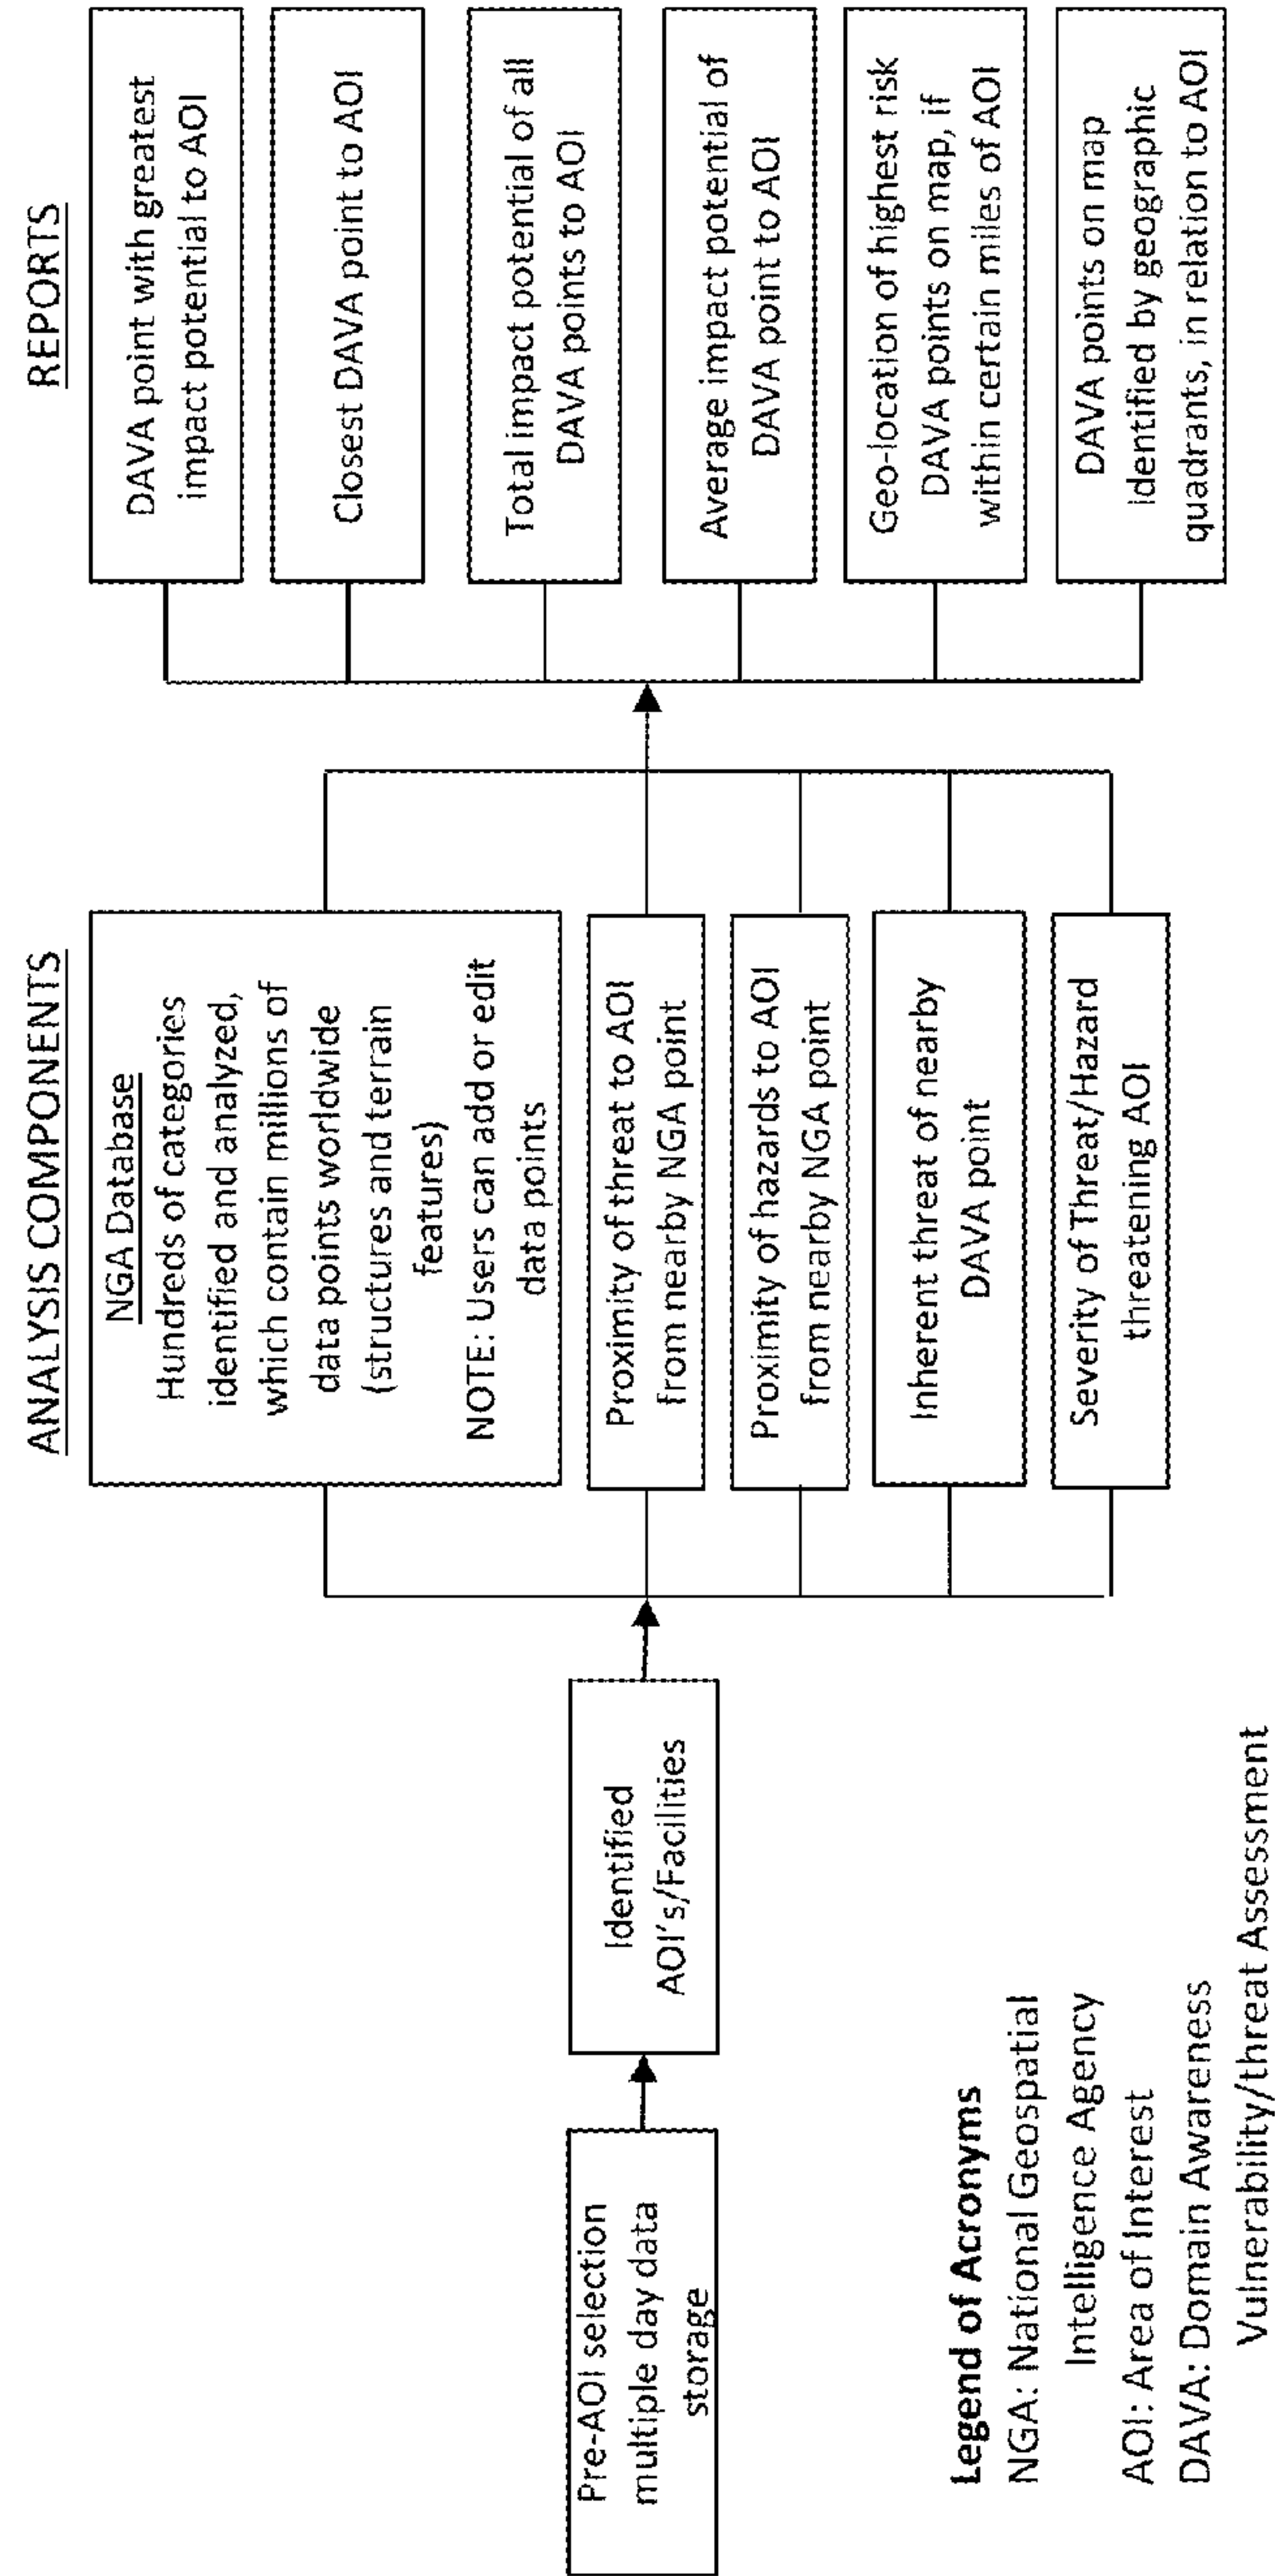 Pre-AOI selection
multiple day data
storage
Identified
AOI's/Facilities
ANALYSIS COMPONENTS
NGA Database
Hundreds of categories
identified and analyzed,
which contain millions of
data points worldwide
(structures and terrain
features)
NOTE: Users can add or edit
data points
Proximity of threat to AOI
from nearby NGA point
Proximity of hazards to AOI
from nearby NGA point
Inherent threat of nearby
DAVA point
Severity of Threat/Hazard
threatening AOI
REPORTS
DAVA point with greatest
impact potential to AOI
Closest DAVA point to AOI
Total impact potential of all
DAVA points to AOI
Average impact potential of
DAVA point to AOI
Geo-location of highest risk
DAVA points on map, if
within certain miles of AOI
DAVA points on map
identified by geographic
quadrants, in relation to AOI
Legend of Acronyms
NGA: National Geospatial
Intelligence Agency
AOI: Area of Interest
DAVA: Domain Awareness
Vulnerability/threat Assessment